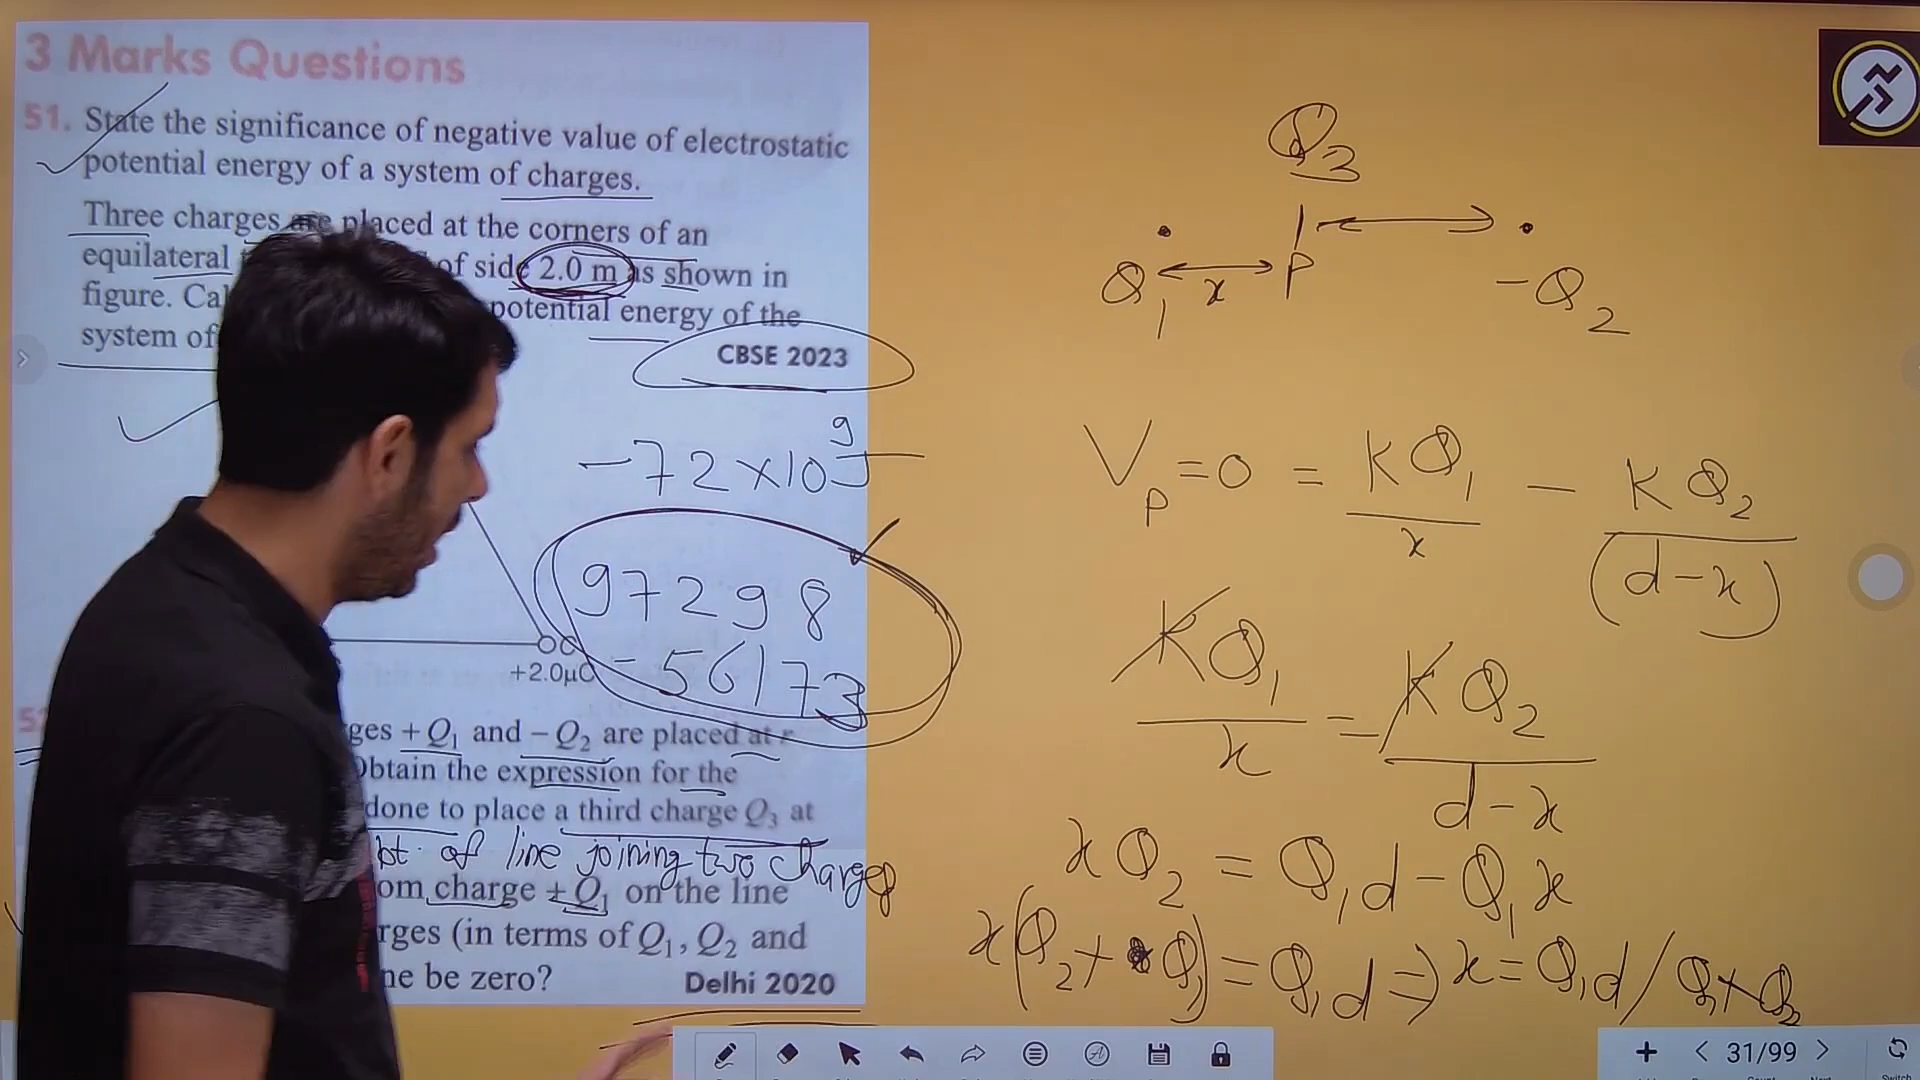 3 Marks Questions
51. State the significance of negative value of electrostatic
potential energy of a system of charges.
Three charges are placed at the corners of an
equilateral of side 2.0 m as shown in
figure. potential energy of the
system of
CBSE 2023
-72×10⁹ J
97298
-56173
+2.0μC
+Q₁ and -Q₂ are placed at r
Obtain the expression for the
done to place a third charge Q₃ at
pt. of line joining two charges
charge +Q₁ on the line
(in terms of Q₁, Q₂ and
be zero?
Delhi 2020
Q₃
Q₁ x P -Q₂
V_P = 0 = KQ₁/x - KQ₂/(d-x)
KQ₁/x = KQ₂/d-x
xQ₂ = Q₁d - Q₁x
x(Q₂+Q₁) = Q₁d ⇒ x = Q₁d/Q₁+Q₂
31/99